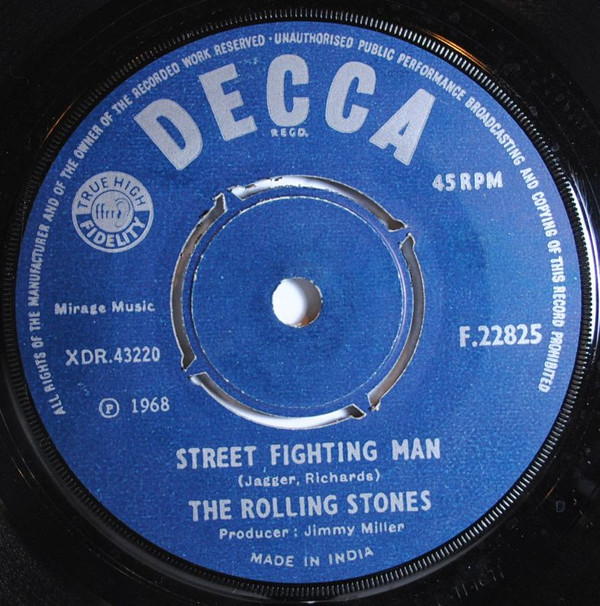 ALL RIGHTS OF THE MANUFACTURER AND OF THE OWNER OF THE RECORDED WORK RESERVED · UNAUTHORISED PUBLIC PERFORMANCE BROADCASTING AND COPYING OF THIS RECORD PROHIBITED
DECCA
REGD.
45 RPM
TRUE HIGH
ffrr
FIDELITY
Mirage Music
F.22825
XDR.43220
℗ 1968
STREET FIGHTING MAN
(Jagger, Richards)
THE ROLLING STONES
Producer: Jimmy Miller
MADE IN INDIA